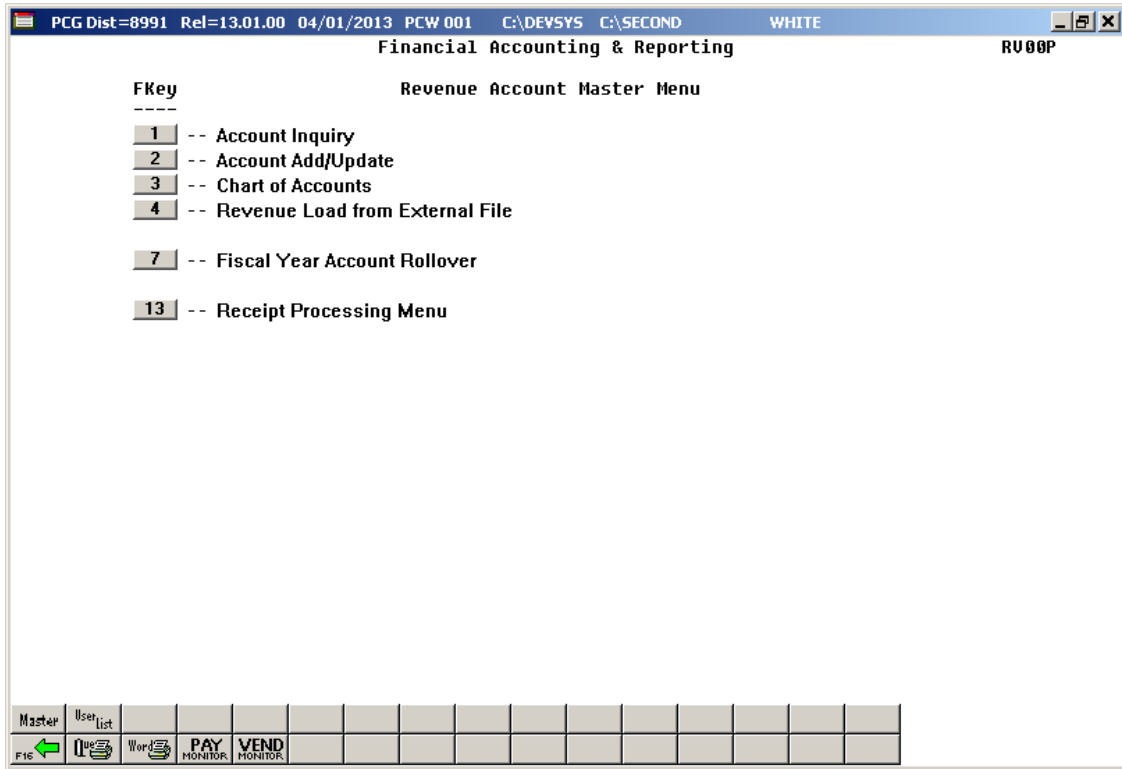 PCG Dist=8991 Rel=13.01.00 04/01/2013 PCW 001 C:\DEVSYS C:\SECOND WHITE
Financial Accounting & Reporting RV00P
FKey Revenue Account Master Menu
----
1 -- Account Inquiry
2 -- Account Add/Update
3 -- Chart of Accounts
4 -- Revenue Load from External File
7 -- Fiscal Year Account Rollover
13 -- Receipt Processing Menu
Master User List
F16 Que Word PAY MONITOR VEND MONITOR